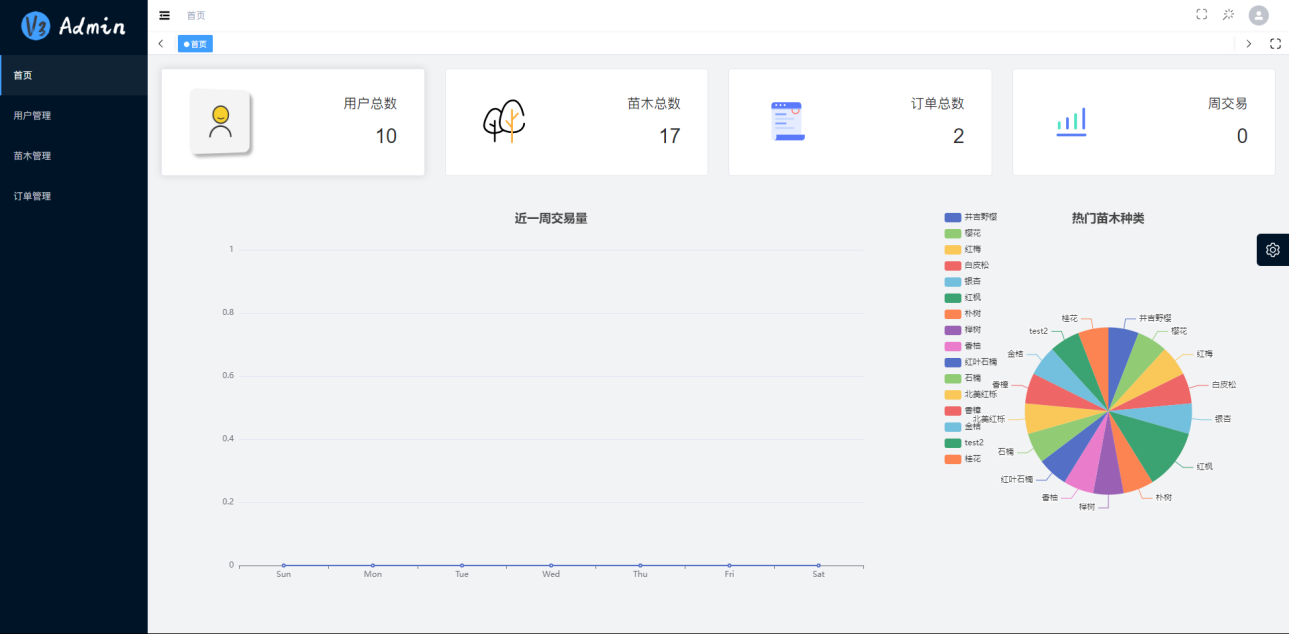 V3 Admin
首页
用户管理
苗木管理
订单管理
首页
首页
用户总数
10
苗木总数
17
订单总数
2
周交易
0
近一周交易量
1
0.8
0.6
0.4
0.2
0
Sun Mon Tue Wed Thu Fri Sat
热门苗木种类
井吉野樱
樱花
红梅
白皮松
银杏
红枫
朴树
榉树
香柚
红叶石楠
石楠
北美红栎
香樟
金桔
test2
桂花
井吉野樱
樱花
红梅
白皮松
银杏
红枫
朴树
榉树
香柚
红叶石楠
石楠
北美红栎
香樟
金桔
test2
桂花